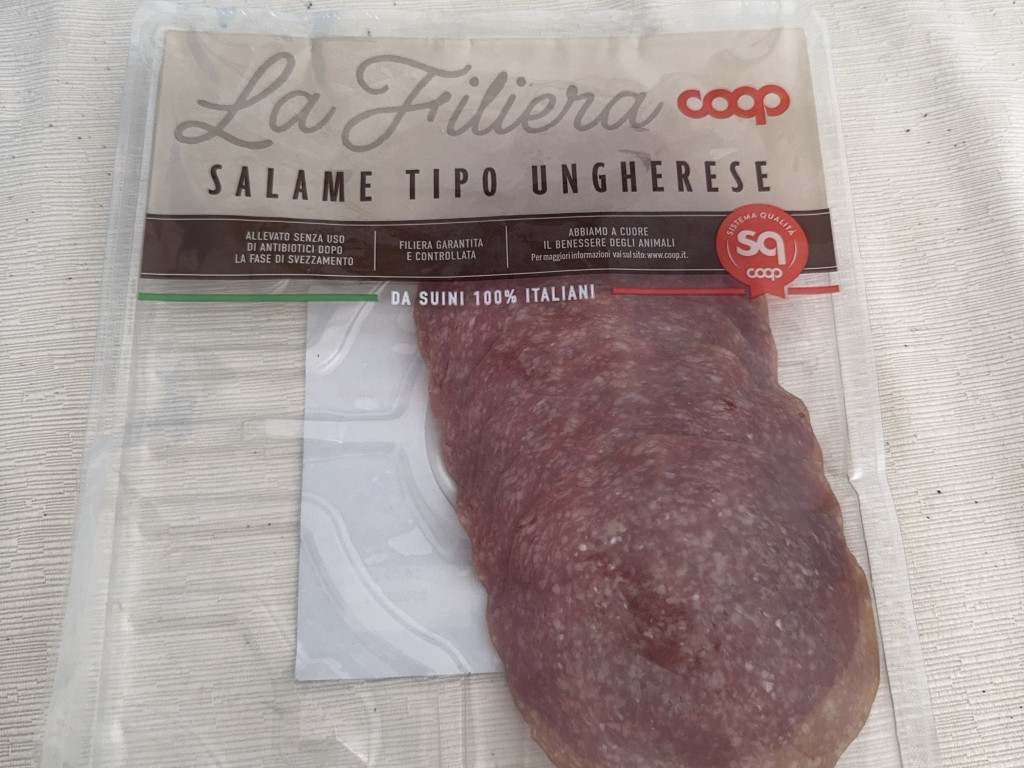 La Filiera coop
SALAME TIPO UNGHERESE
ALLEVATO SENZA USO
DI ANTIBIOTICI DOPO
LA FASE DI SVEZZAMENTO
FILIERA GARANTITA
E CONTROLLATA
ABBIAMO A CUORE
IL BENESSERE DEGLI ANIMALI
Per maggiori informazioni vai sul sito: www.coop.it.
SISTEMA QUALITÀ
sq
coop
DA SUINI 100% ITALIANI